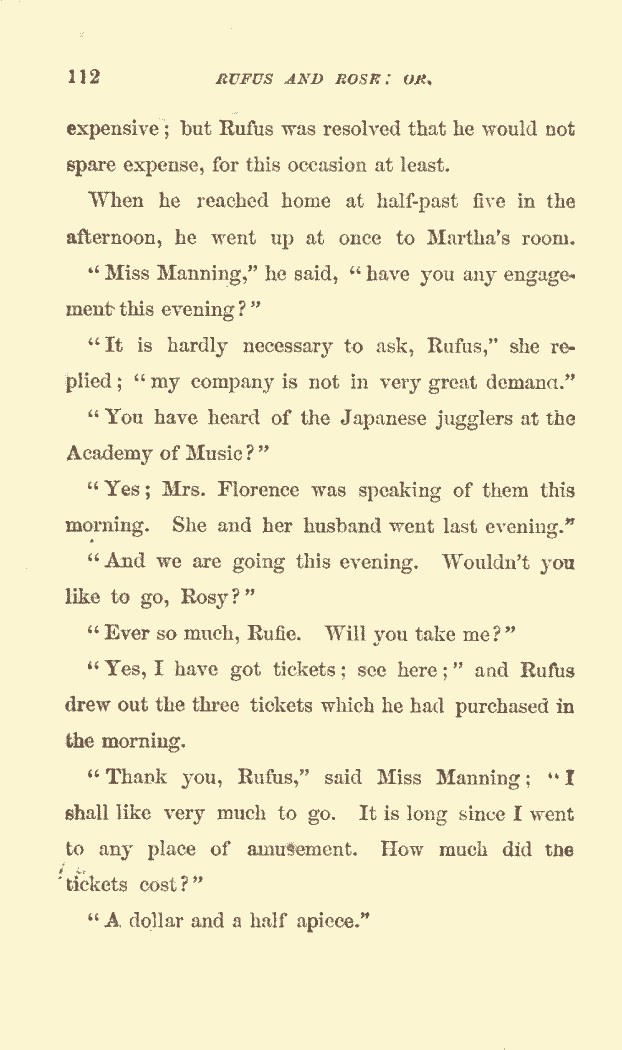 112 RUFUS AND ROSE: OR,
expensive; but Rufus was resolved that he would not
spare expense, for this occasion at least.
When he reached home at half-past five in the
afternoon, he went up at once to Martha's room.
"Miss Manning," he said, "have you any engage-
ment this evening?"
"It is hardly necessary to ask, Rufus," she re-
plied; "my company is not in very great demand."
"You have heard of the Japanese jugglers at the
Academy of Music?"
"Yes; Mrs. Florence was speaking of them this
morning. She and her husband went last evening."
"And we are going this evening. Wouldn't you
like to go, Rosy?"
"Ever so much, Rufie. Will you take me?"
"Yes, I have got tickets; see here;" and Rufus
drew out the three tickets which he had purchased in
the morning.
"Thank you, Rufus," said Miss Manning; "I
shall like very much to go. It is long since I went
to any place of amusement. How much did the
tickets cost?"
"A dollar and a half apiece."